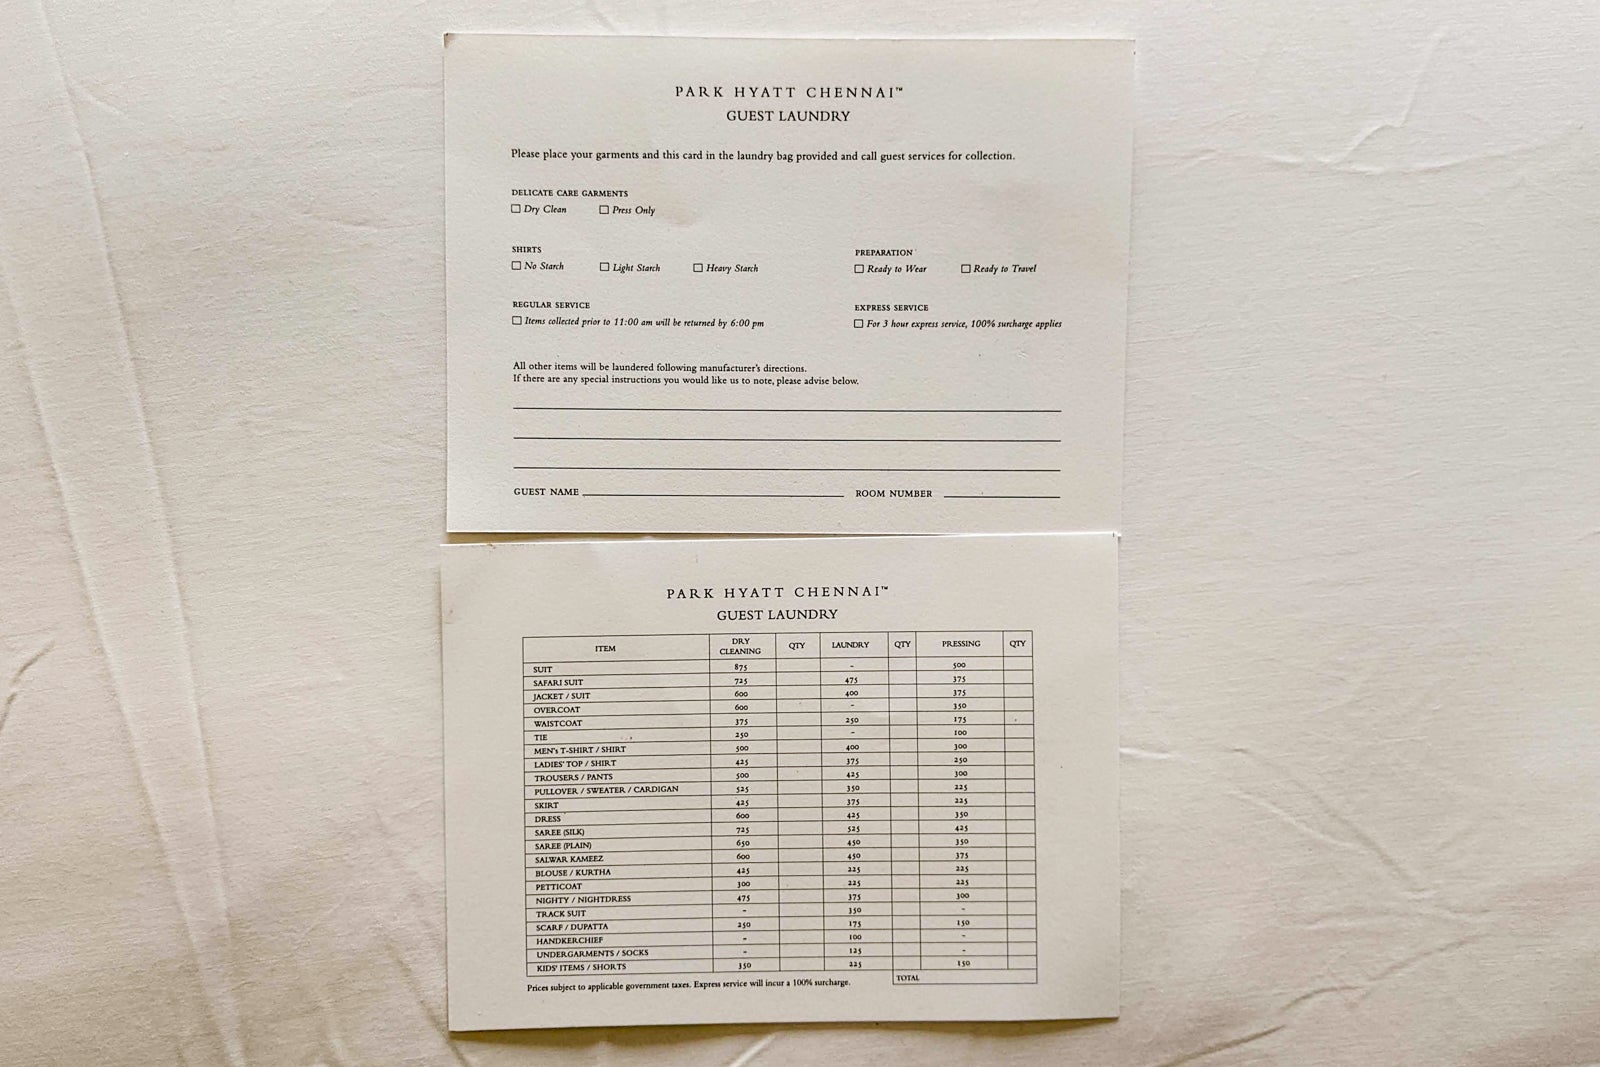 PARK HYATT CHENNAI™
GUEST LAUNDRY
Please place your garments and this card in the laundry bag provided and call guest services for collection.
DELICATE CARE GARMENTS
☐ Dry Clean ☐ Press Only
SHIRTS
☐ No Starch ☐ Light Starch ☐ Heavy Starch
PREPARATION
☐ Ready to Wear ☐ Ready to Travel
REGULAR SERVICE
☐ Items collected prior to 11:00 am will be returned by 6:00 pm
EXPRESS SERVICE
☐ For 3 hour express service, 100% surcharge applies
All other items will be laundered following manufacturer's directions.
If there are any special instructions you would like us to note, please advise below.
GUEST NAME ROOM NUMBER
PARK HYATT CHENNAI™
GUEST LAUNDRY
ITEM DRY CLEANING QTY LAUNDRY QTY PRESSING QTY
SUIT 875 - 500
SAFARI SUIT 725 475 375
JACKET / SUIT 600 400 375
OVERCOAT 600 - 350
WAISTCOAT 375 250 175
TIE 250 - 100
MEN's T-SHIRT / SHIRT 500 400 300
LADIES' TOP / SHIRT 425 375 250
TROUSERS / PANTS 500 425 300
PULLOVER / SWEATER / CARDIGAN 525 350 225
SKIRT 425 375 225
DRESS 600 425 350
SAREE (SILK) 725 525 425
SAREE (PLAIN) 650 450 350
SALWAR KAMEEZ 600 450 375
BLOUSE / KURTHA 425 225 225
PETTICOAT 300 225 225
NIGHTY / NIGHTDRESS 475 375 300
TRACK SUIT - 350 -
SCARF / DUPATTA 250 175 150
HANDKERCHIEF - 100 -
UNDERGARMENTS / SOCKS - 125 -
KIDS' ITEMS / SHORTS 350 225 150
TOTAL
Prices subject to applicable government taxes. Express service will incur a 100% surcharge.